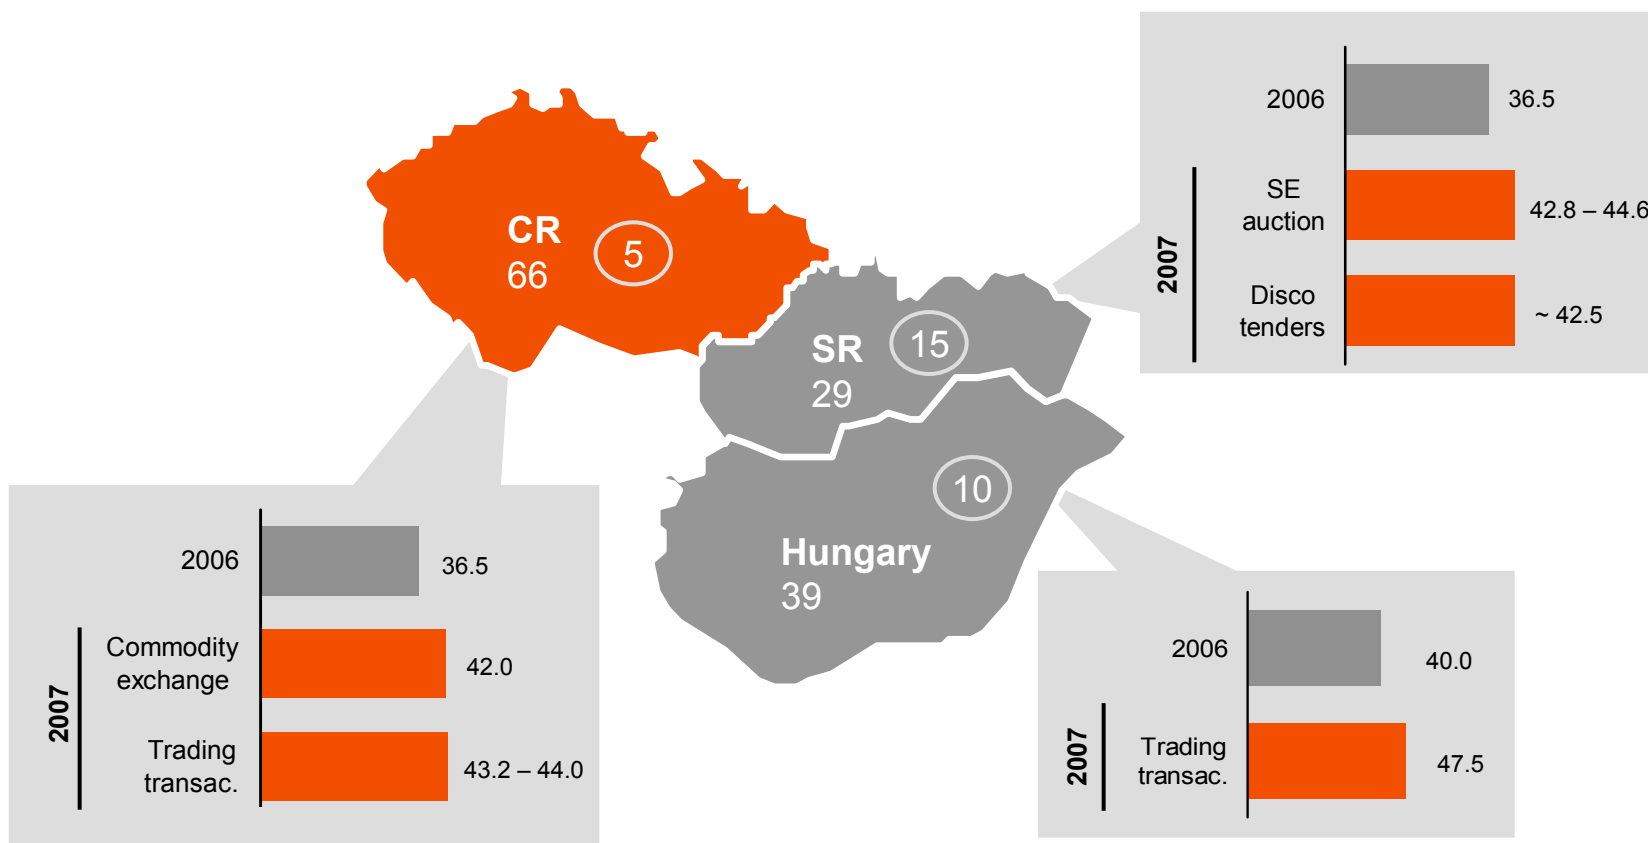 2006
36.5
SE
auction
42.8 – 44.6
2007
Disco
tenders
~ 42.5
CR
66
5
SR
29
15
Hungary
39
10
2006
36.5
Commodity
exchange
42.0
2007
Trading
transac.
43.2 – 44.0
2006
40.0
2007
Trading
transac.
47.5